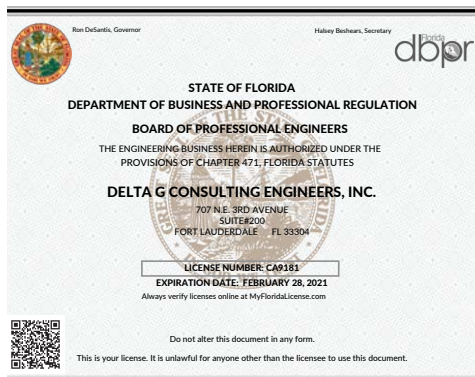 Ron DeSantis, Governor
Halsey Beshears, Secretary
Florida
dbpr
STATE OF FLORIDA
DEPARTMENT OF BUSINESS AND PROFESSIONAL REGULATION
BOARD OF PROFESSIONAL ENGINEERS
THE ENGINEERING BUSINESS HEREIN IS AUTHORIZED UNDER THE
PROVISIONS OF CHAPTER 471, FLORIDA STATUTES
DELTA G CONSULTING ENGINEERS, INC.
707 N.E. 3RD AVENUE
SUITE#200
FORT LAUDERDALE FL 33304
LICENSE NUMBER: CA9181
EXPIRATION DATE: FEBRUARY 28, 2021
Always verify licenses online at MyFloridaLicense.com
Do not alter this document in any form.
This is your license. It is unlawful for anyone other than the licensee to use this document.